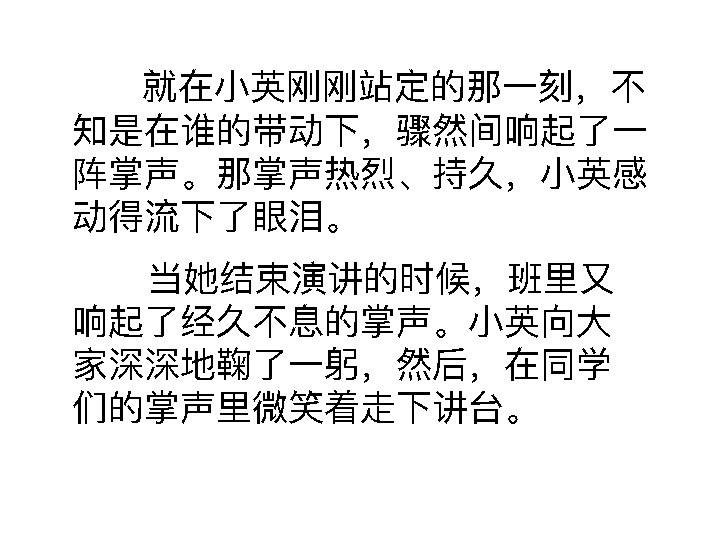 就在小英刚刚站定的那一刻，不
知是在谁的带动下，骤然间响起了一
阵掌声。那掌声热烈、持久，小英感
动得流下了眼泪。
当她结束演讲的时候，班里又
响起了经久不息的掌声。小英向大
家深深地鞠了一躬，然后，在同学
们的掌声里微笑着走下讲台。